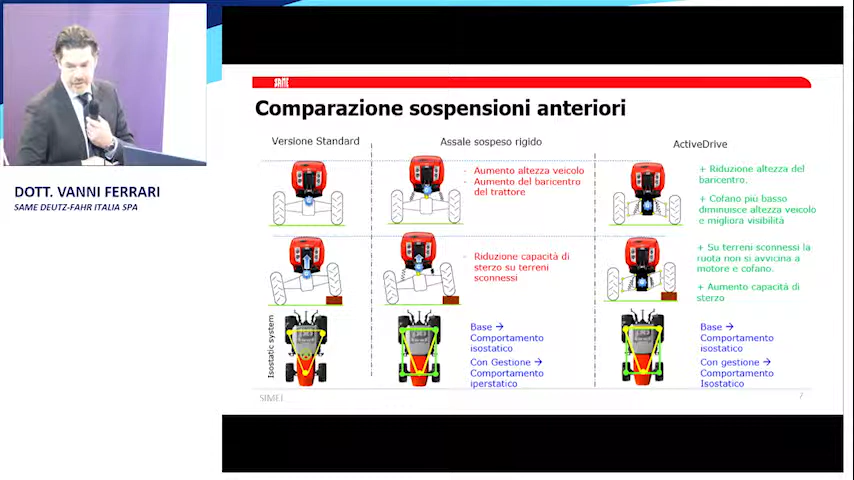 SAME
Comparazione sospensioni anteriori
Versione Standard
Assale sospeso rigido
ActiveDrive
- Aumento altezza veicolo
- Aumento del baricentro
del trattore
+ Riduzione altezza del
baricentro.
+ Cofano più basso
diminuisce altezza veicolo
e migliora visibilità
- Riduzione capacità di
sterzo su terreni
sconnessi
+ Su terreni sconnessi la
ruota non si avvicina a
motore e cofano.
+ Aumento capacità di
sterzo
Isostatic system
Base →
Comportamento
isostatico
Con Gestione →
Comportamento
iperstatico
Base →
Comportamento
isostatico
Con gestione →
Comportamento
Isostatico
SIMEI
7
DOTT. VANNI FERRARI
SAME DEUTZ-FAHR ITALIA SPA